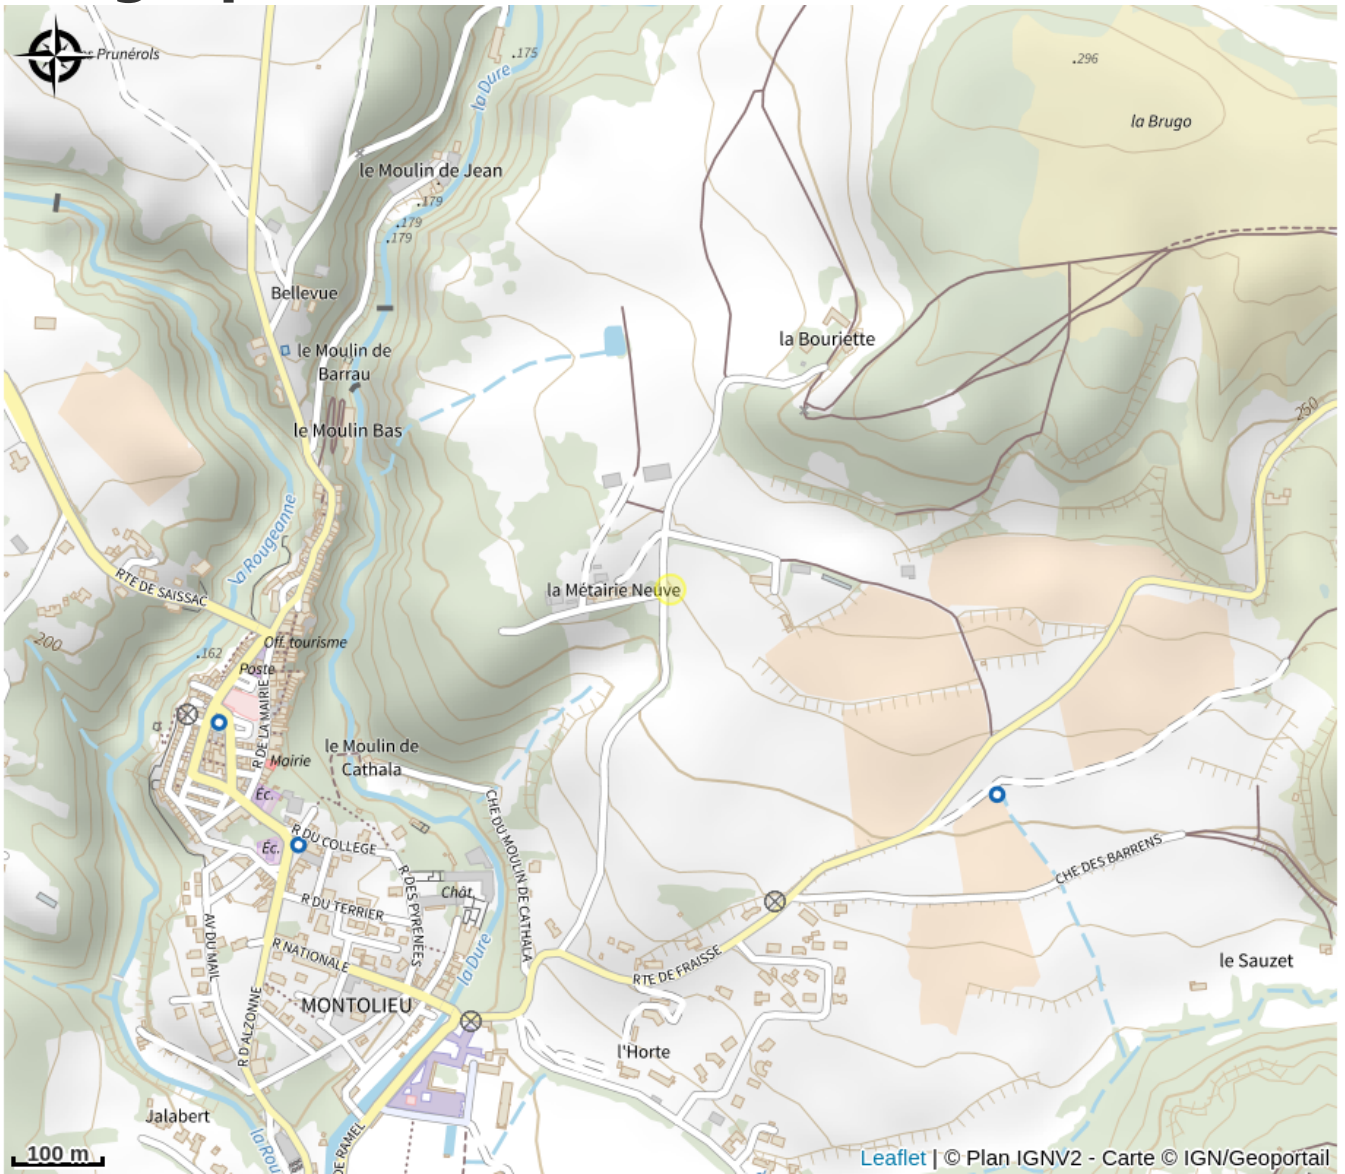 Prunérols
.175
la Dure
.296
la Brugo
le Moulin de Jean
.179
.179
.179
Bellevue
la Bouriette
le Moulin de
Barrau
le Moulin Bas
250
la Rougeanne
RTE DE SAISSAC
la Métairie Neuve
200
Off. tourisme
.162
Poste
R DE LA MAIRIE
le Moulin de
Cathala
Mairie
Éc.
CHE DU MOULIN DE CATHALA
R DU COLLEGE
Éc.
CHE DES BARRENS
R DES PYRENEES
Chât.
R DU TERRIER
AV DU MAIL
R NATIONALE
la Dure
RTE DE FRAISSE
le Sauzet
MONTOLIEU
R D'ALZONNE
l'Horte
Jalabert
la Rou
DE RAMEL
100 m
Leaflet | © Plan IGNV2 - Carte © IGN/Geoportail